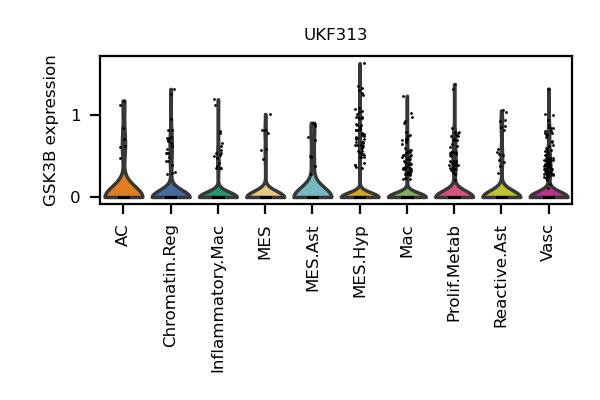 UKF313
GSK3B expression
1
0
AC
Chromatin.Reg
Inflammatory.Mac
MES
MES.Ast
MES.Hyp
Mac
Prolif.Metab
Reactive.Ast
Vasc